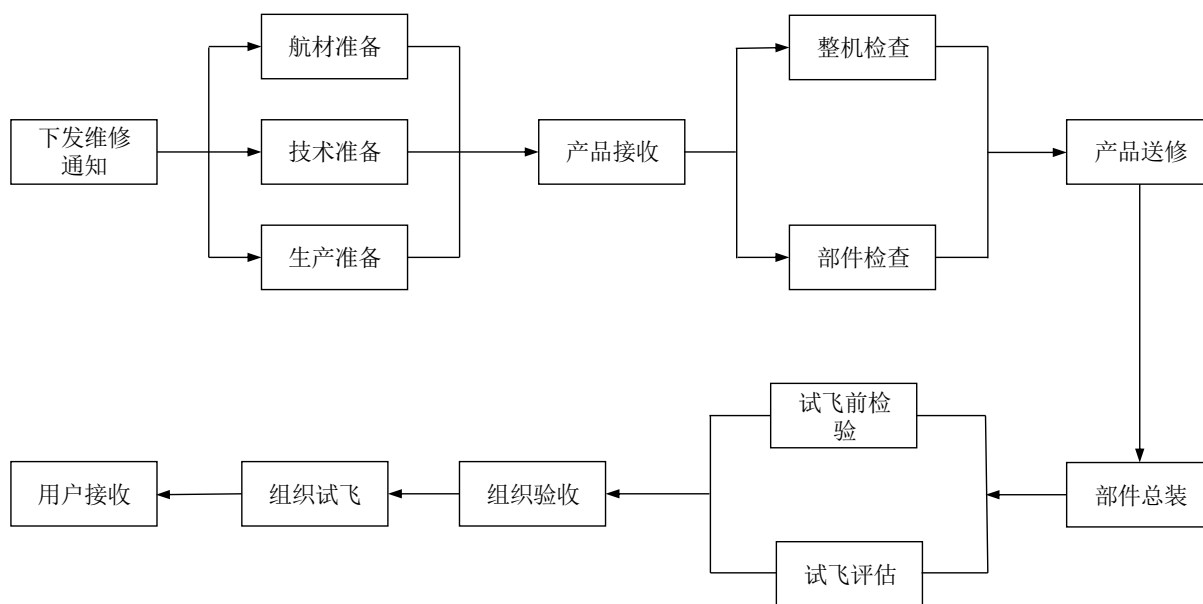 航材准备
整机检查
下发维修
通知
技术准备
产品接收
产品送修
生产准备
部件检查
试飞前检
验
用户接收
组织试飞
组织验收
部件总装
试飞评估